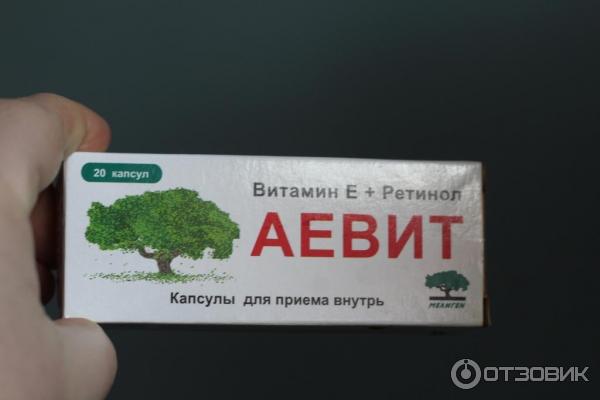 20 капсул
Витамин Е + Ретинол
АЕВИТ
Капсулы для приема внутрь
МЕЛИГЕН
ОТЗОВИК